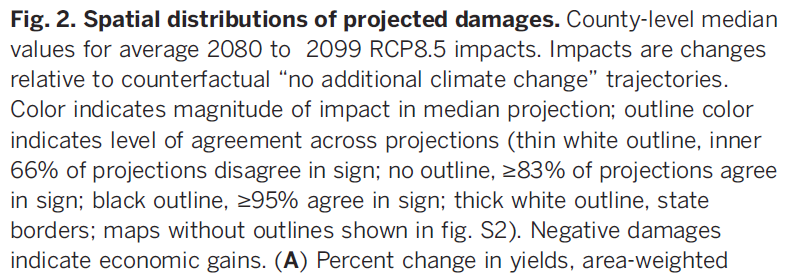 Fig. 2. Spatial distributions of projected damages. County-level median
values for average 2080 to 2099 RCP8.5 impacts. Impacts are changes
relative to counterfactual “no additional climate change” trajectories.
Color indicates magnitude of impact in median projection; outline color
indicates level of agreement across projections (thin white outline, inner
66% of projections disagree in sign; no outline, ≥83% of projections agree
in sign; black outline, ≥95% agree in sign; thick white outline, state
borders; maps without outlines shown in fig. S2). Negative damages
indicate economic gains. (A) Percent change in yields, area-weighted